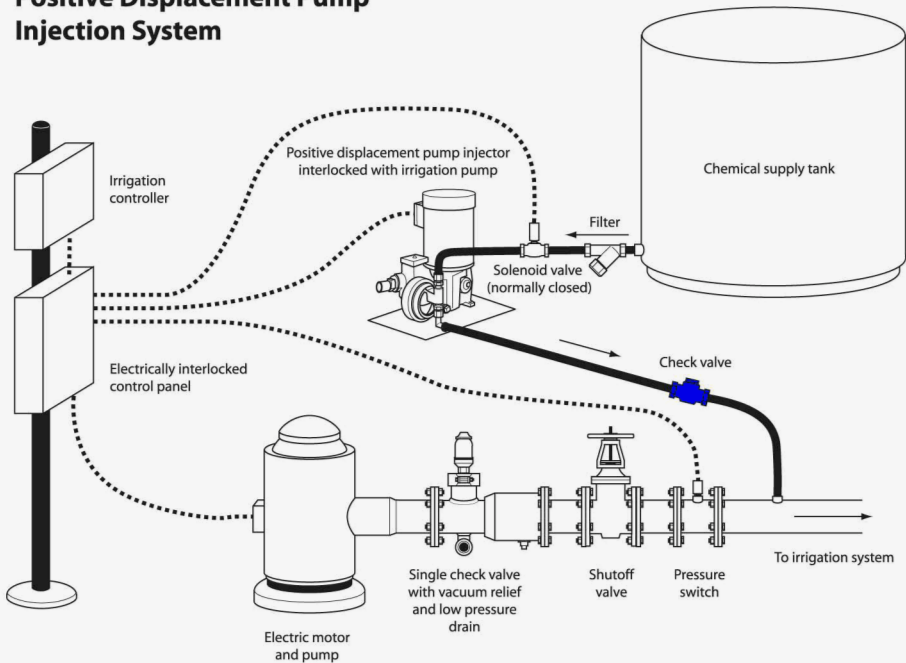 Positive Displacement Pump
Injection System
Irrigation
controller
Positive displacement pump injector
interlocked with irrigation pump
Filter
Chemical supply tank
Solenoid valve
(normally closed)
Electrically interlocked
control panel
Check valve
To irrigation system
Single check valve
with vacuum relief
and low pressure
drain
Shutoff
valve
Pressure
switch
Electric motor
and pump